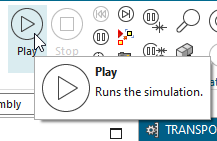 Play
Stop
Play
Runs the simulation.
mbly
TRANSPO